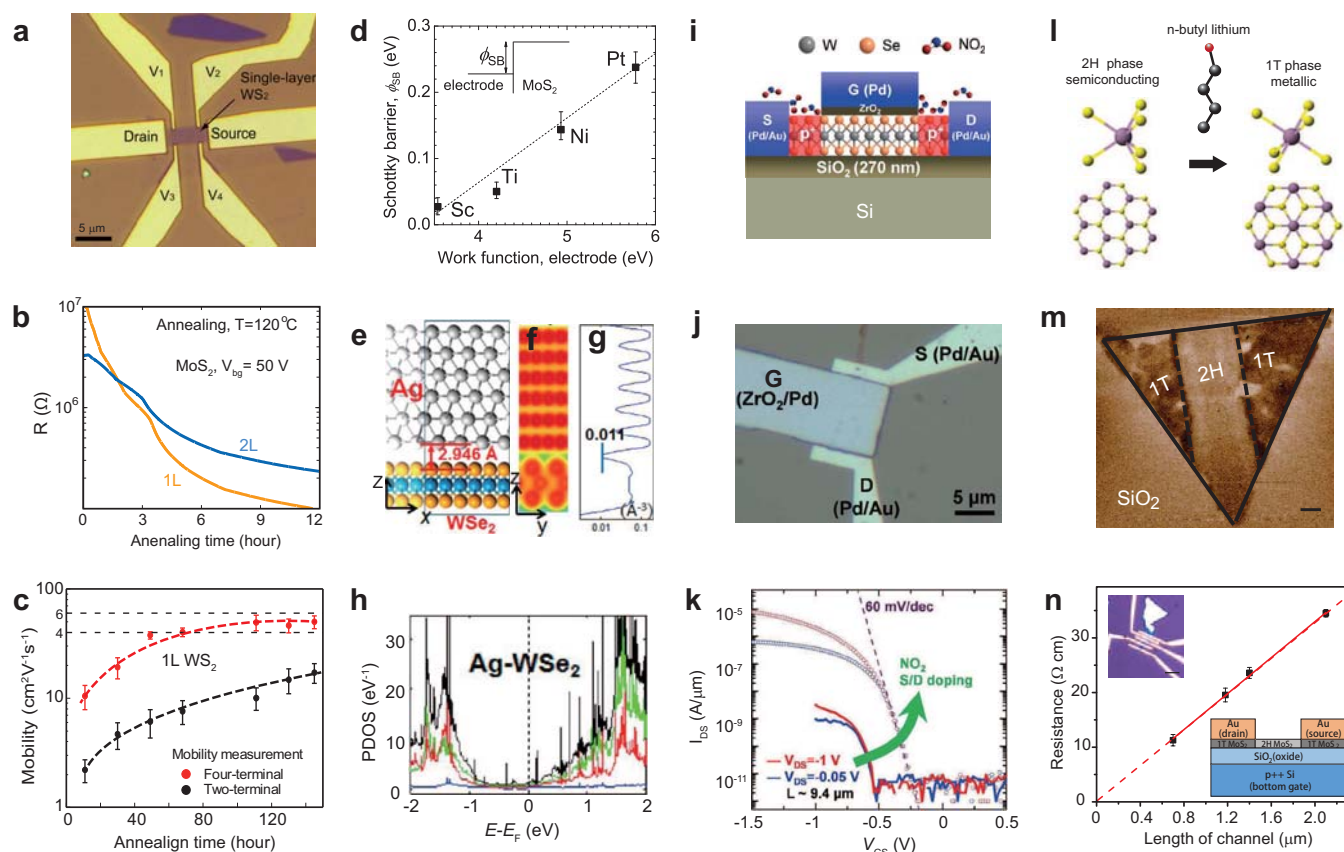 a
V1
V2
Single-layer
WS2
Drain
Source
V3
V4
5 μm
b
10^7
10^6
R (Ω)
Annealing, T=120°C
MoS2, Vbg= 50 V
2L
1L
0 3 6 9 12
Anenaling time (hour)
c
100
6
4
10
1
Mobility (cm2V-1s-1)
1L WS2
Mobility measurement
Four-terminal
Two-terminal
0 40 80 120
Annealign time (hour)
d
0.3
0.2
0.1
0.0
Schottky barrier, ϕSB (eV)
ϕSB
electrode
MoS2
Pt
Ni
Ti
Sc
4 5 6
Work function, electrode (eV)
e
Ag
2.946 A
Z
x
WSe2
f
Z
y
g
0.011
(Å-3)
0.01 0.1
h
30
20
10
0
PDOS (eV-1)
Ag-WSe2
-2 -1 0 1 2
E-EF (eV)
i
W Se NO2
G (Pd)
ZrO2
S
(Pd/Au)
p+
p+
D
(Pd/Au)
SiO2 (270 nm)
Si
j
S (Pd/Au)
G
(ZrO2/Pd)
D
(Pd/Au)
5 μm
k
10-5
10-7
10-9
10-11
IDS (A/μm)
60 mV/dec
NO2
S/D doping
VDS=-1 V
VDS=-0.05 V
L ~ 9.4 μm
-1.5 -1.0 -0.5 0.0 0.5
VGS (V)
l
n-butyl lithium
2H phase
semiconducting
1T phase
metallic
m
1T
2H
1T
SiO2
n
40
30
20
10
0
Resistance (Ω cm)
Au
(drain)
Au
(source)
1T MoS2
2H MoS2
1T MoS2
SiO2(oxide)
p++ Si
(bottom gate)
0 0.5 1.0 1.5 2.0
Length of channel (μm)